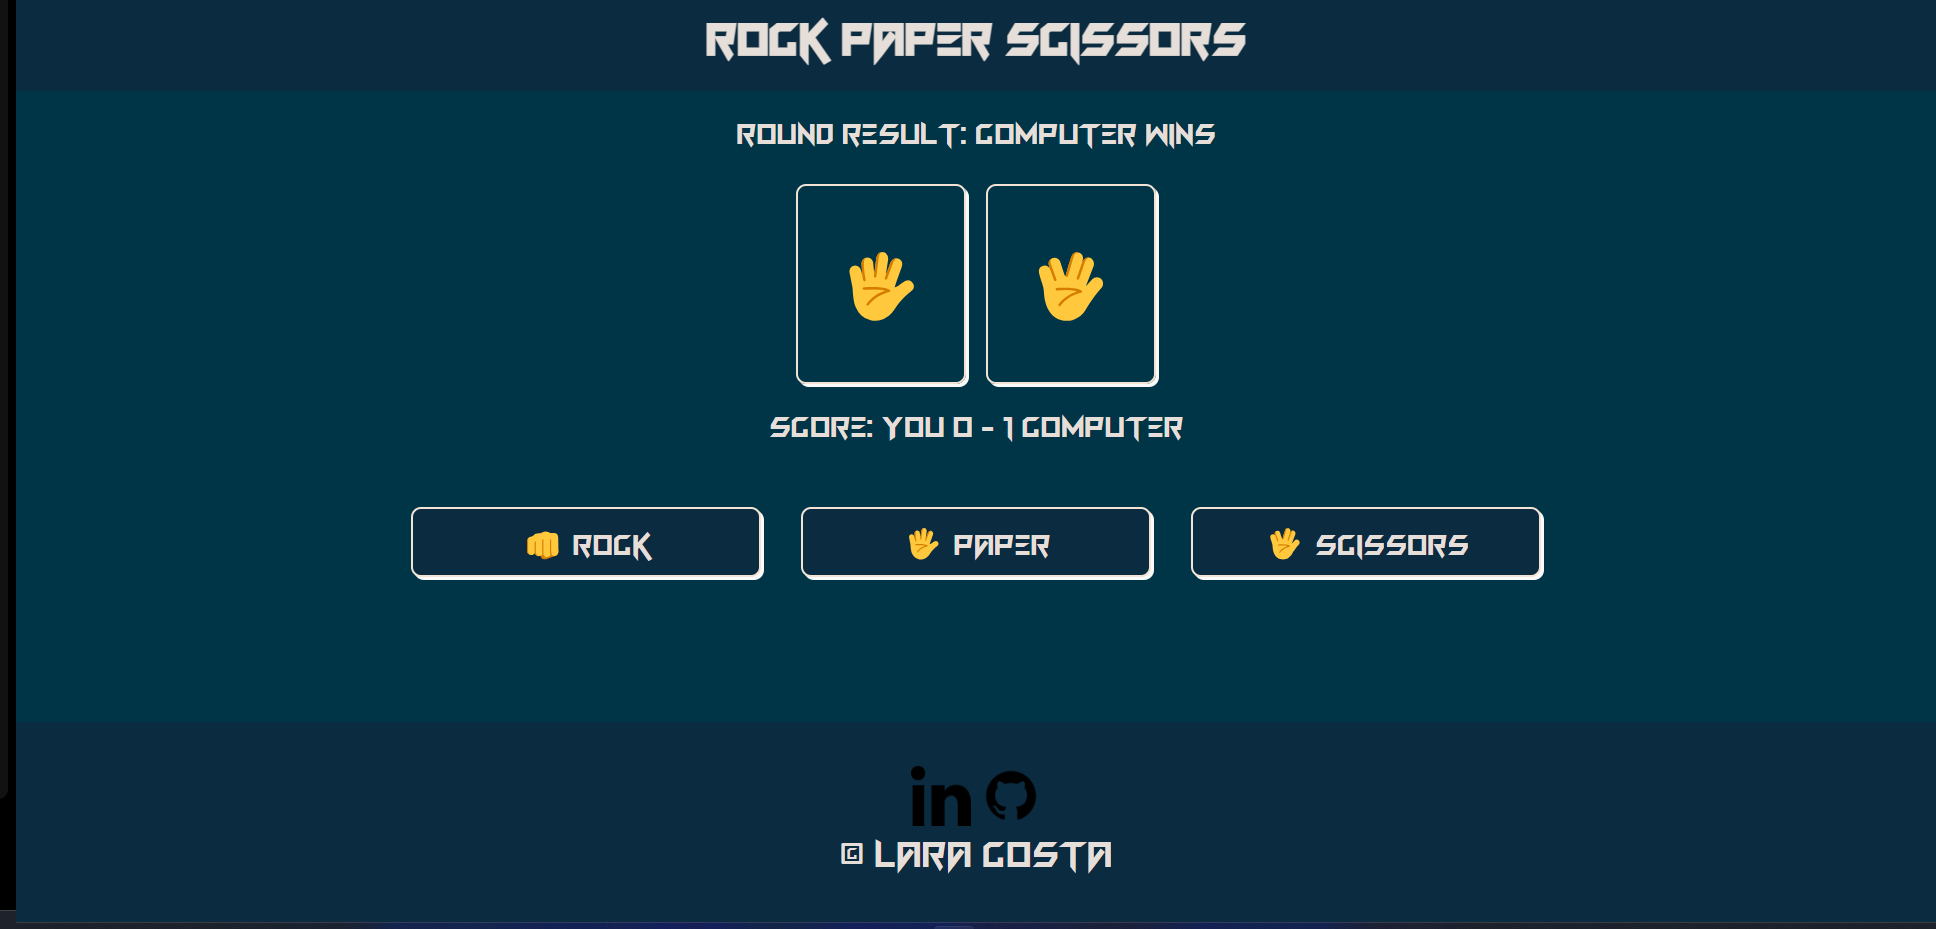 ROCK PAPER SCISSORS
ROUND RESULT: COMPUTER WINS
SCORE: YOU 0 - 1 COMPUTER
ROCK
PAPER
SCISSORS
in
© LARA COSTA